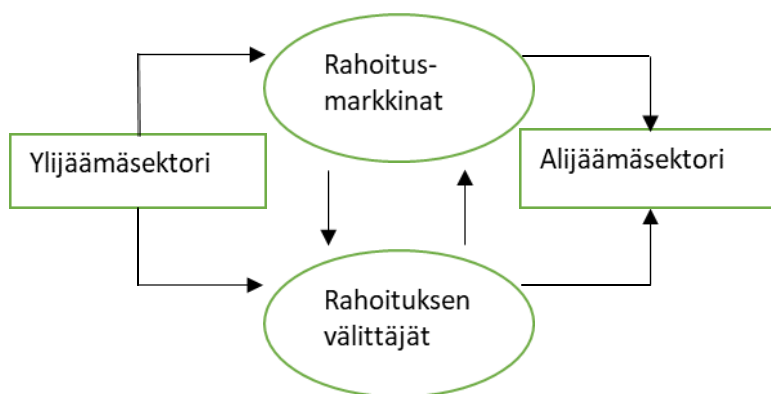 Rahoitus-
markkinat
Ylijäämäsektori
Alijäämäsektori
Rahoituksen
välittäjät